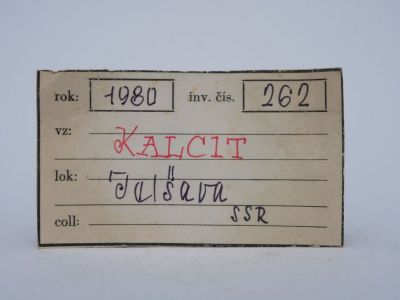 rok: 1980 inv. čís. 262
vz: KALCIT
lok: Jelšava
SSR
coll: